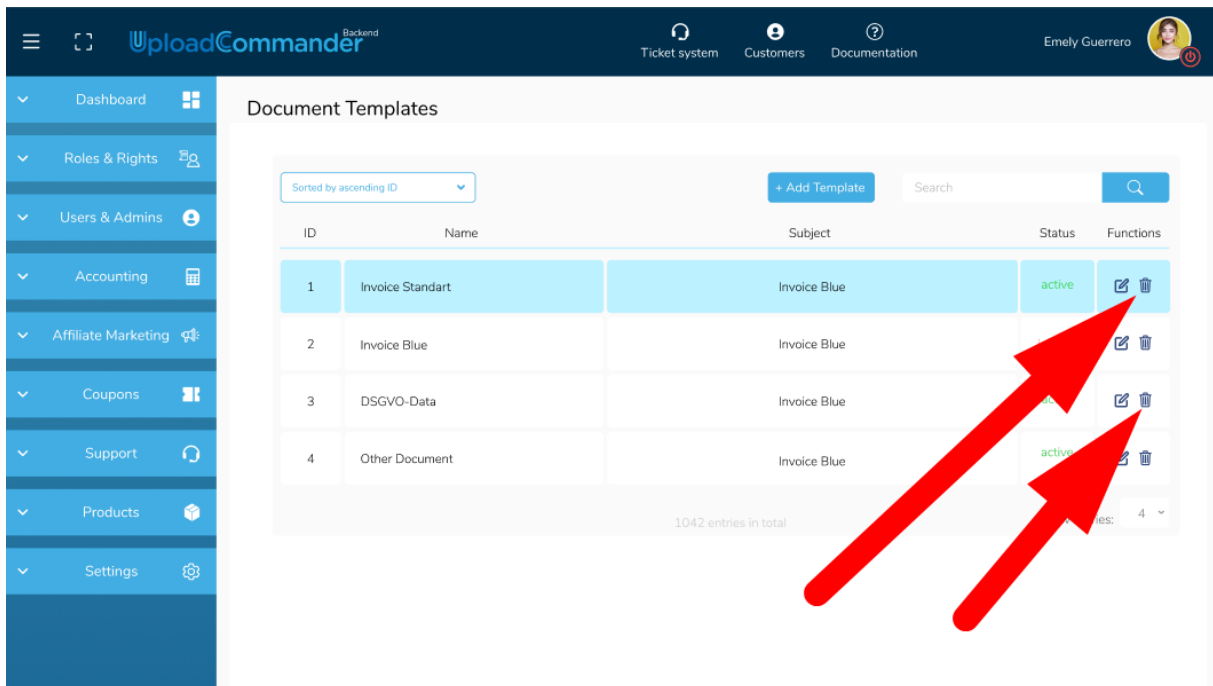 UploadCommander
Backend
Ticket system
Customers
Documentation
Emely Guerrero
Dashboard
Roles & Rights
Users & Admins
Accounting
Affiliate Marketing
Coupons
Support
Products
Settings
Document Templates
Sorted by ascending ID
+ Add Template
Search
ID Name Subject Status Functions
1 Invoice Standart Invoice Blue active
2 Invoice Blue Invoice Blue
3 DSGVO-Data Invoice Blue
4 Other Document Invoice Blue active
1042 entries in total
4